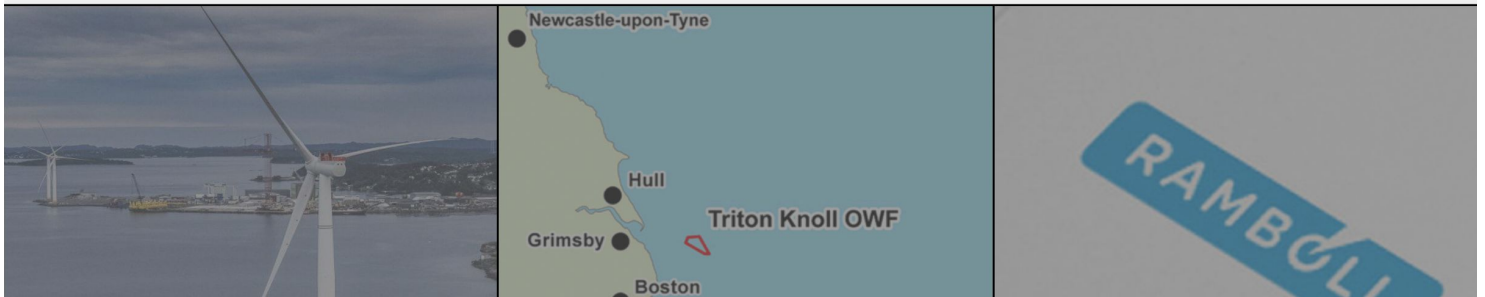 Newcastle-upon-Tyne
Hull
Triton Knoll OWF
Grimsby
Boston
RAMBOLL